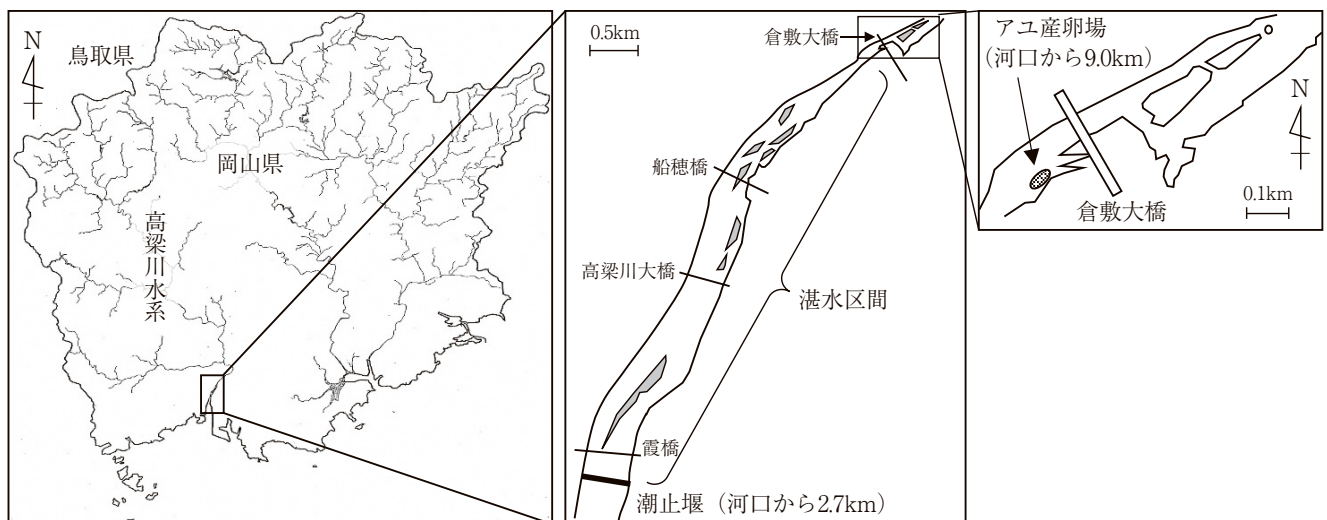 N
鳥取県
岡山県
高梁川水系
0.5km
倉敷大橋
船穂橋
高梁川大橋
湛水区間
霞橋
潮止堰（河口から2.7km）
アユ産卵場
（河口から9.0km）
N
倉敷大橋
0.1km